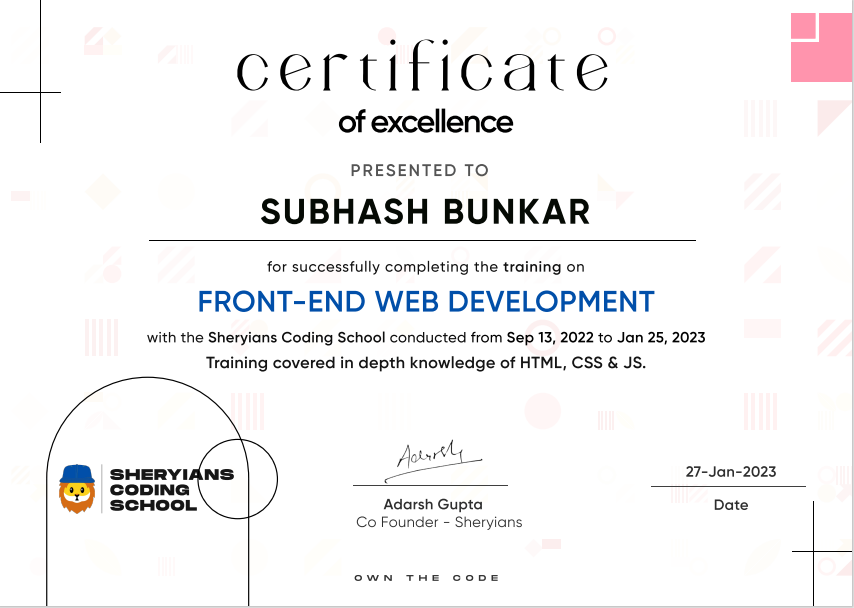 certificate
of excellence
PRESENTED TO
SUBHASH BUNKAR
for successfully completing the training on
FRONT-END WEB DEVELOPMENT
with the Sheryians Coding School conducted from Sep 13, 2022 to Jan 25, 2023
Training covered in depth knowledge of HTML, CSS & JS.
SHERYIANS
CODING
SCHOOL
Adarsh
Adarsh Gupta
Co Founder - Sheryians
27-Jan-2023
Date
OWN THE CODE